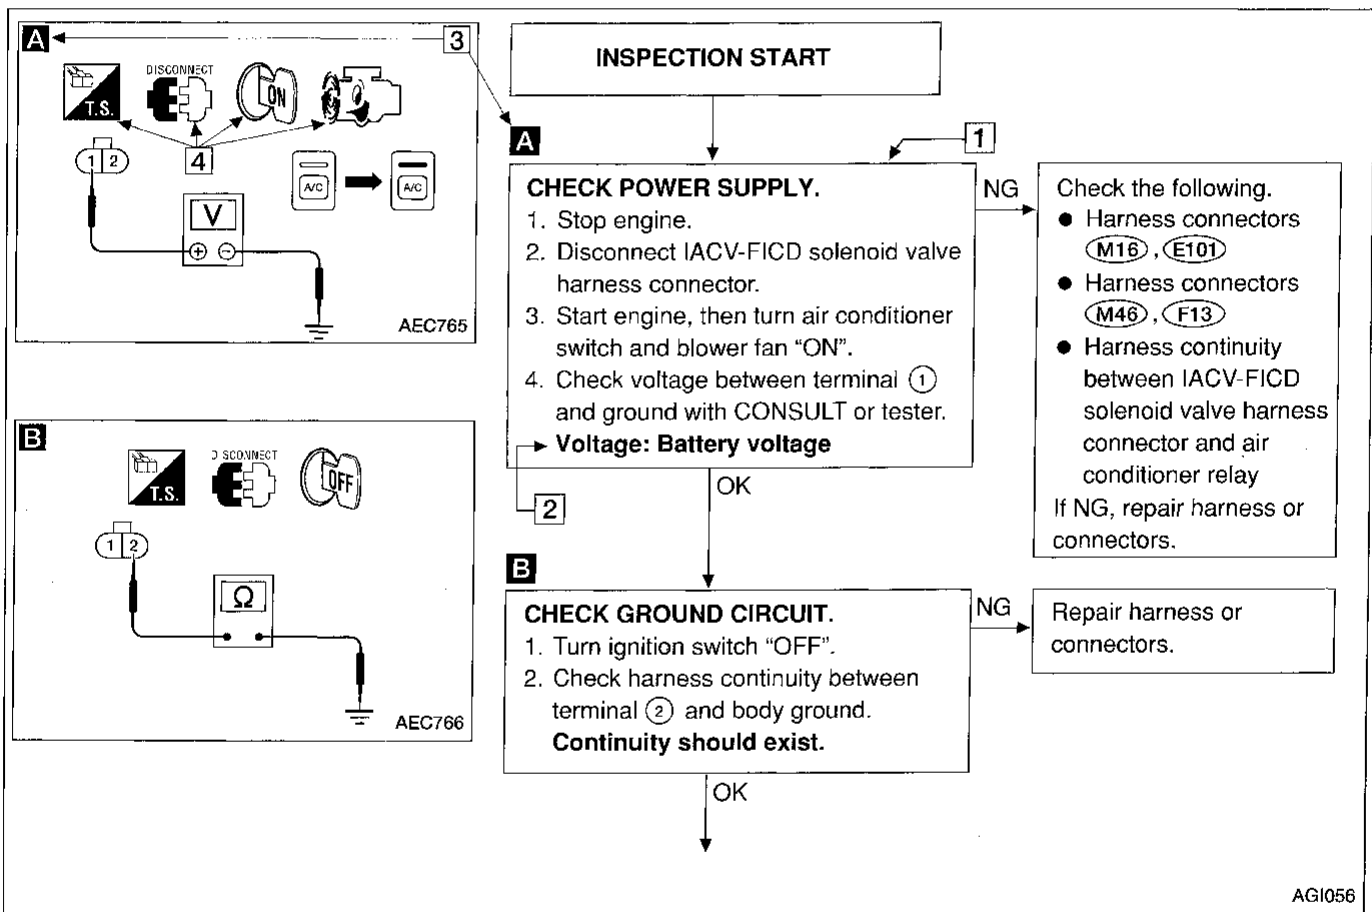 A
3
DISCONNECT
T.S.
ON
4
1 2
A/C
A/C
V
⊕ ⊖
AEC765
B
D SCONNECT
T.S.
OFF
1 2
Ω
AEC766
INSPECTION START
A
1
CHECK POWER SUPPLY.
1. Stop engine.
2. Disconnect IACV-FICD solenoid valve
harness connector.
3. Start engine, then turn air conditioner
switch and blower fan “ON”.
4. Check voltage between terminal ①
and ground with CONSULT or tester.
Voltage: Battery voltage
2
NG
Check the following.
● Harness connectors
M16, E101
● Harness connectors
M46, F13
● Harness continuity
between IACV-FICD
solenoid valve harness
connector and air
conditioner relay
If NG, repair harness or
connectors.
OK
B
CHECK GROUND CIRCUIT.
1. Turn ignition switch “OFF”.
2. Check harness continuity between
terminal ② and body ground.
Continuity should exist.
NG
Repair harness or
connectors.
OK
AGI056